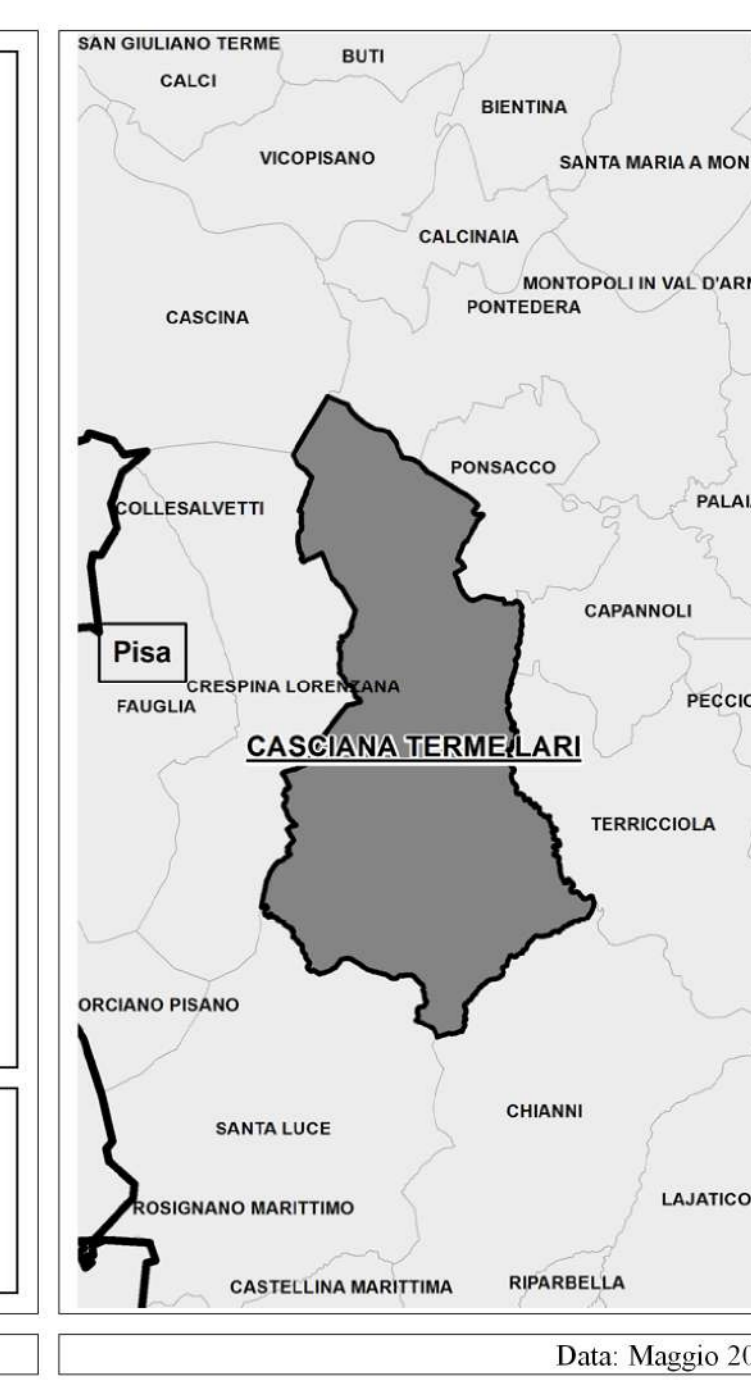 SAN GIULIANO TERME
BUTI
CALCI
BIENTINA
VICOPISANO
SANTA MARIA A MON
CALCINAIA
MONTOPOLI IN VAL D'ARN
PONTEDERA
CASCINA
PONSACCO
PALAIA
COLLESALVETTI
CAPANNOLI
Pisa
CRESPINA LORENZANA
FAUGLIA
PECCIO
CASCIANA TERME LARI
TERRICCIOLA
ORCIANO PISANO
CHIANNI
SANTA LUCE
LAJATICO
ROSIGNANO MARITTIMO
CASTELLINA MARITTIMA
RIPARBELLA
Data: Maggio 20